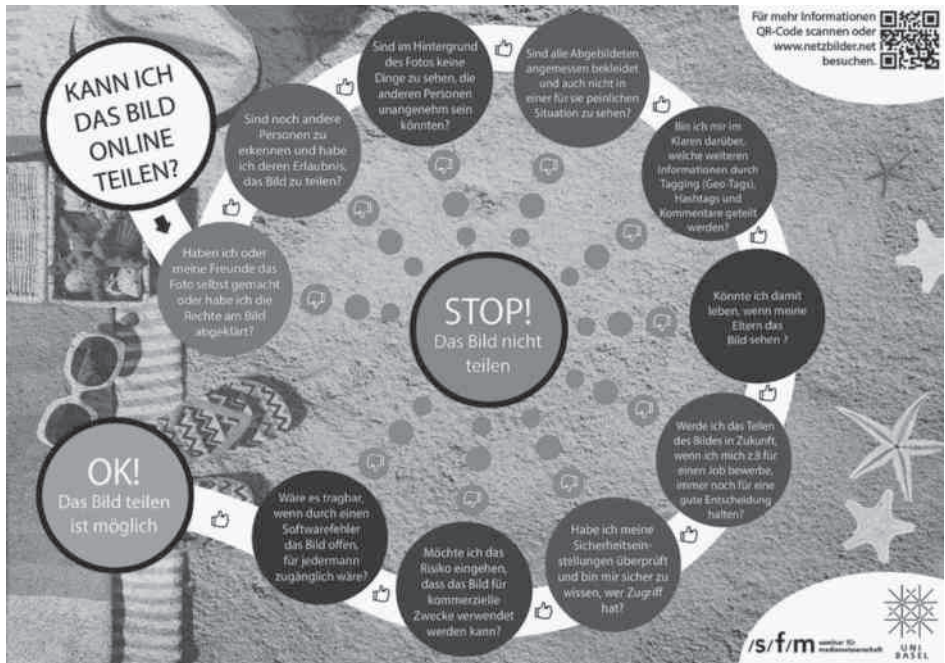 KANN ICH
DAS BILD
ONLINE
TEILEN?
Haben ich oder
meine Freunde das
Foto selbst gemacht
oder habe ich die
Rechte am Bild
abgeklärt?
Sind noch andere
Personen zu
erkennen und habe
ich deren Erlaubnis,
das Bild zu teilen?
Sind im Hintergrund
des Fotos keine
Dinge zu sehen, die
anderen Personen
unangenehm sein
könnten?
Sind alle Abgebildeten
angemessen bekleidet
und auch nicht in
einer für sie peinlichen
Situation zu sehen?
Bin ich mir im
Klaren darüber,
welche weiteren
Informationen durch
Tagging (Geo-Tags),
Hashtags und
Kommentare geteilt
werden?
Könnte ich damit
leben, wenn meine
Eltern das
Bild sehen ?
Werde ich das Teilen
des Bildes in Zukunft,
wenn ich mich z.B für
einen Job bewerbe,
immer noch für eine
gute Entscheidung
halten?
Habe ich meine
Sicherheitsein-
stellungen überprüft
und bin mir sicher zu
wissen, wer Zugriff
hat?
Möchte ich das
Risiko eingehen,
dass das Bild für
kommerzielle
Zwecke verwendet
werden kann?
Wäre es tragbar,
wenn durch einen
Softwarefehler
das Bild offen,
für jedermann
zugänglich wäre?
OK!
Das Bild teilen
ist möglich
STOP!
Das Bild nicht
teilen
Für mehr Informationen
QR-Code scannen oder
www.netzbilder.net
besuchen.
/s/f/m seminar für
medienwissenschaft
UNI
BASEL